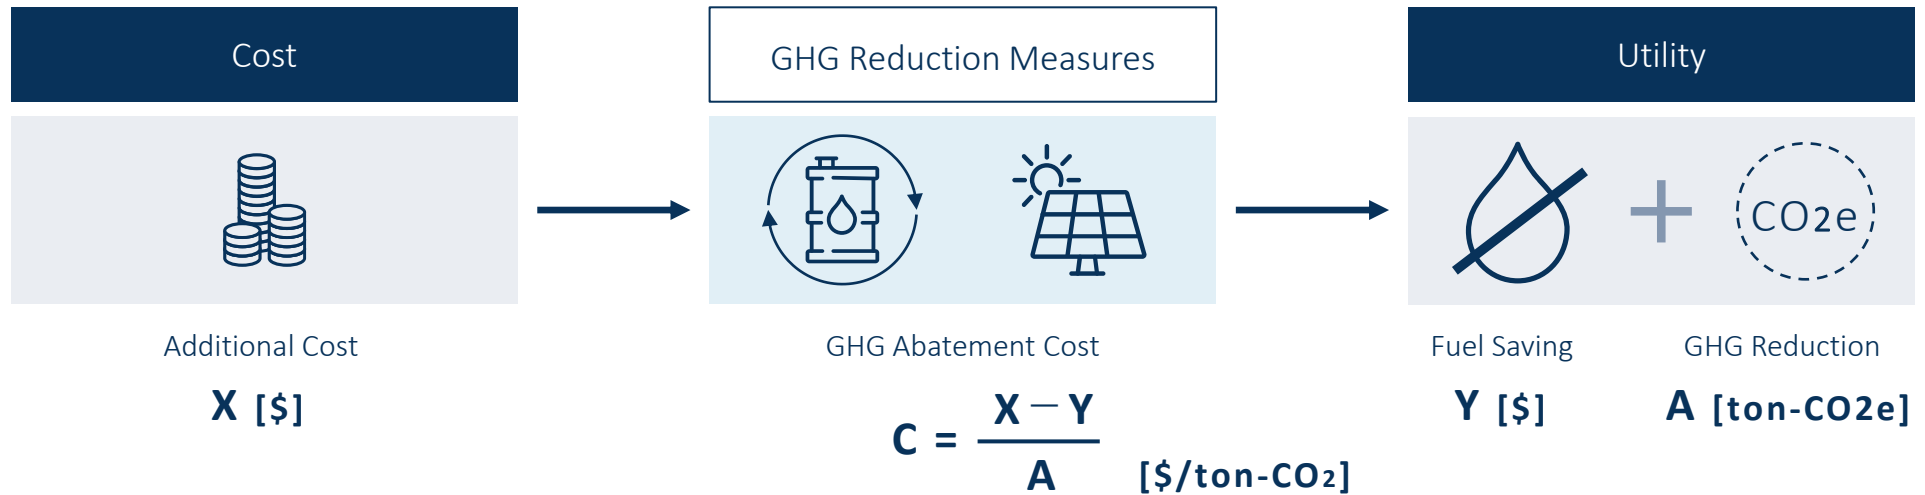 Cost
GHG Reduction Measures
Utility
CO2e
Additional Cost
GHG Abatement Cost
Fuel Saving
GHG Reduction
X [$]
C = X − Y
A
[$/ton-CO2]
Y [$]
A [ton-CO2e]